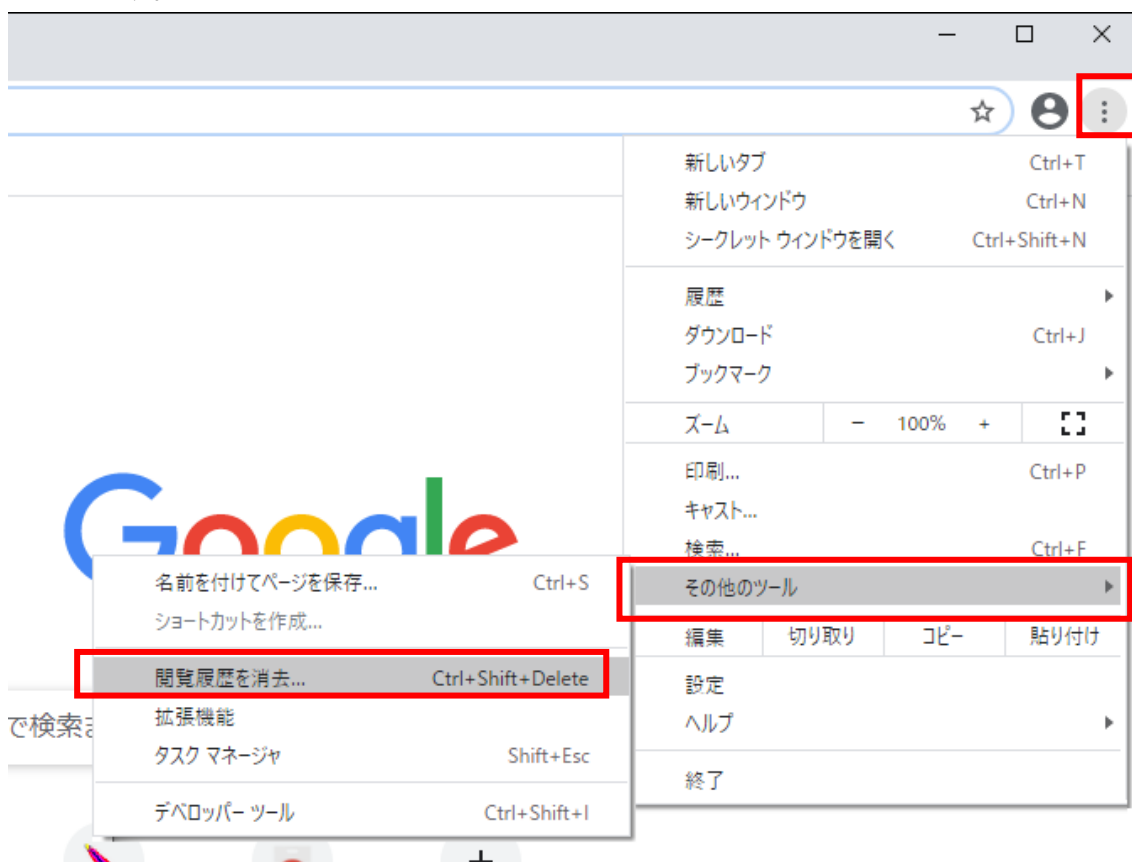 新しいタブ Ctrl+T
新しいウィンドウ Ctrl+N
シークレット ウィンドウを開く Ctrl+Shift+N
履歴
ダウンロード Ctrl+J
ブックマーク
ズーム − 100% +
印刷... Ctrl+P
キャスト...
検索... Ctrl+F
その他のツール
編集 切り取り コピー 貼り付け
設定
ヘルプ
終了
Google
名前を付けてページを保存... Ctrl+S
ショートカットを作成...
閲覧履歴を消去... Ctrl+Shift+Delete
拡張機能
タスク マネージャ Shift+Esc
デベロッパー ツール Ctrl+Shift+I
で検索